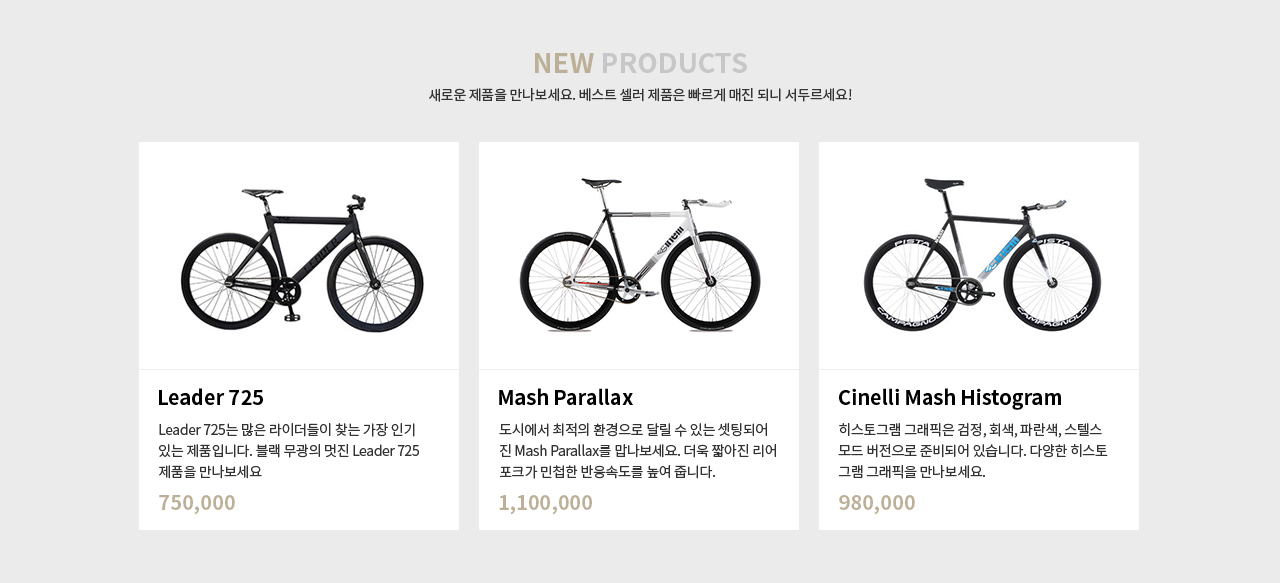 NEW PRODUCTS
새로운 제품을 만나보세요. 베스트 셀러 제품은 빠르게 매진 되니 서두르세요!
PISTA
PISTA
CAMPAGNOLO
CAMPAGNOLO
Leader 725
Leader 725는 많은 라이더들이 찾는 가장 인기
있는 제품입니다. 블랙 무광의 멋진 Leader 725
제품을 만나보세요
750,000
Mash Parallax
도시에서 최적의 환경으로 달릴 수 있는 셋팅되어
진 Mash Parallax를 맙나보세요. 더욱 짧아진 리어
포크가 민첩한 반응속도를 높여 줍니다.
1,100,000
Cinelli Mash Histogram
히스토그램 그래픽은 검정, 회색, 파란색, 스텔스
모드 버전으로 준비되어 있습니다. 다양한 히스토
그램 그래픽을 만나보세요.
980,000